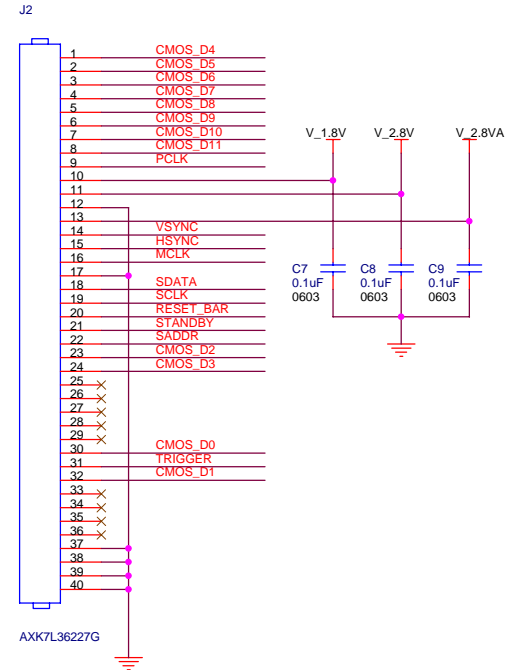 J2
1 CMOS_D4
2 CMOS_D5
3 CMOS_D6
4 CMOS_D7
5 CMOS_D8
6 CMOS_D9
7 CMOS_D10
8 CMOS_D11
9 PCLK
10
11
12
13
14 VSYNC
15 HSYNC
16 MCLK
17
18 SDATA
19 SCLK
20 RESET_BAR
21 STANDBY
22 SADDR
23 CMOS_D2
24 CMOS_D3
25
26
27
28
29
30 CMOS_D0
31 TRIGGER
32 CMOS_D1
33
34
35
36
37
38
39
40
AXK7L36227G
V_1.8V V_2.8V V_2.8VA
C7 C8 C9
0.1uF 0.1uF 0.1uF
0603 0603 0603